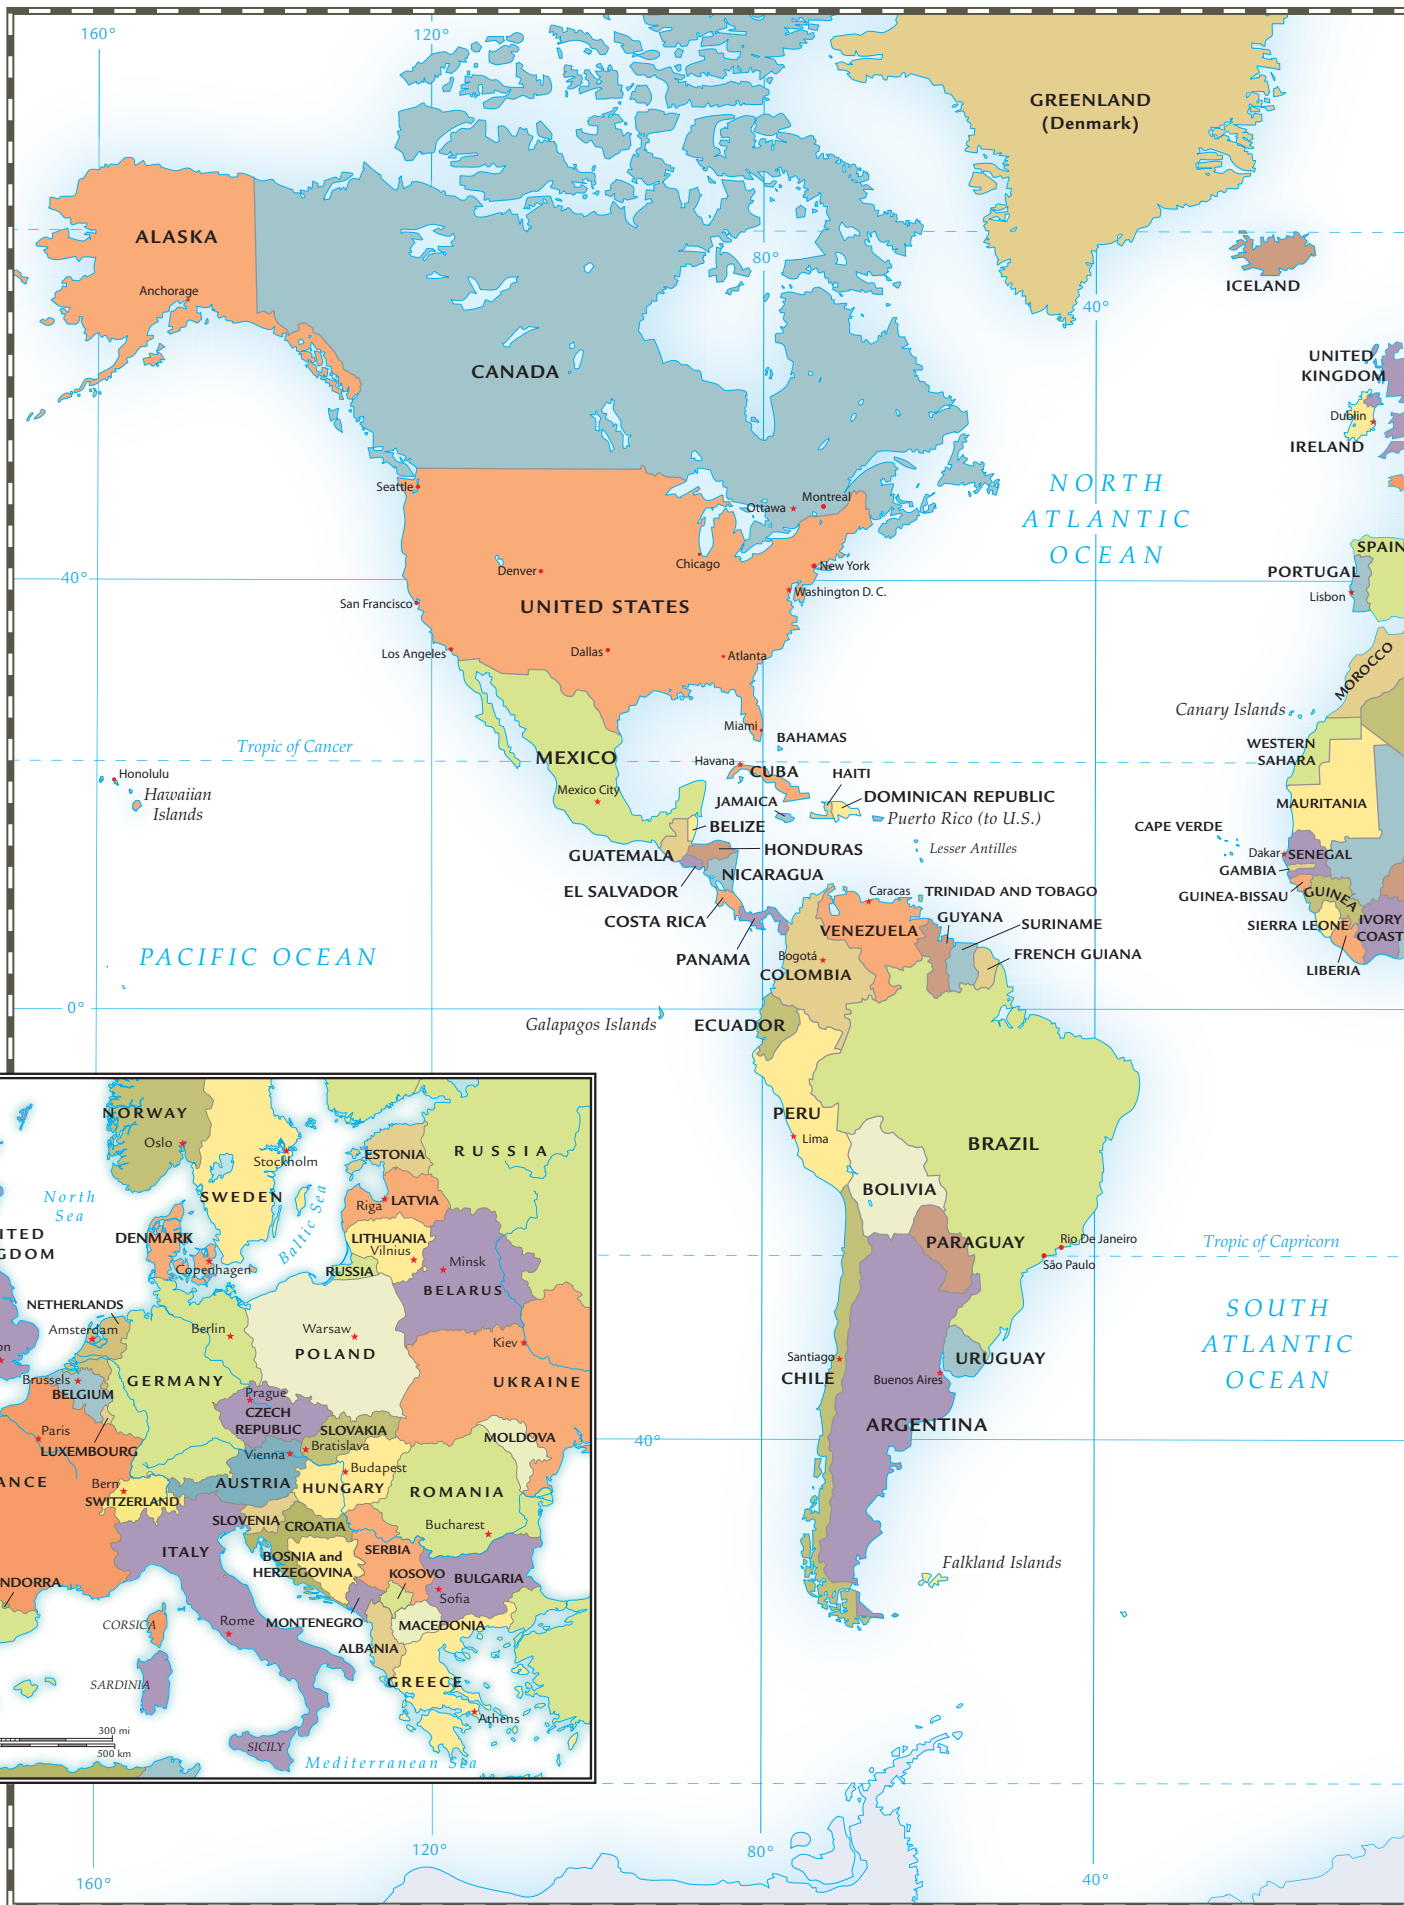 160°
120°
GREENLAND
(Denmark)
ALASKA
Anchorage
80°
ICELAND
40°
CANADA
UNITED
KINGDOM
Dublin
IRELAND
Seattle
Ottawa
Montreal
NORTH
ATLANTIC
OCEAN
SPAIN
Chicago
New York
Denver
PORTUGAL
40°
Washington D. C.
Lisbon
San Francisco
UNITED STATES
Los Angeles
Dallas
Atlanta
MOROCCO
Canary Islands
Miami
BAHAMAS
Tropic of Cancer
WESTERN
SAHARA
MEXICO
Havana
CUBA
HAITI
Honolulu
Hawaiian
Islands
Mexico City
JAMAICA
DOMINICAN REPUBLIC
Puerto Rico (to U.S.)
MAURITANIA
BELIZE
CAPE VERDE
GUATEMALA
HONDURAS
Lesser Antilles
Dakar
SENEGAL
NICARAGUA
GAMBIA
EL SALVADOR
Caracas
TRINIDAD AND TOBAGO
GUINEA-BISSAU
GUINEA
COSTA RICA
GUYANA
SURINAME
SIERRA LEONE
IVORY
COAST
VENEZUELA
PACIFIC OCEAN
PANAMA
Bogotá
COLOMBIA
FRENCH GUIANA
LIBERIA
0°
Galapagos Islands
ECUADOR
PERU
Lima
BRAZIL
BOLIVIA
PARAGUAY
Rio De Janeiro
São Paulo
Tropic of Capricorn
SOUTH
ATLANTIC
OCEAN
Santiago
CHILE
URUGUAY
Buenos Aires
ARGENTINA
40°
Falkland Islands
NORWAY
Oslo
Stockholm
ESTONIA
RUSSIA
North
Sea
SWEDEN
Baltic Sea
Riga
LATVIA
ITED
GDOM
DENMARK
LITHUANIA
Vilnius
Copenhagen
RUSSIA
Minsk
BELARUS
NETHERLANDS
Amsterdam
Berlin
Warsaw
POLAND
Kiev
on
Brussels
BELGIUM
GERMANY
UKRAINE
Prague
CZECH
REPUBLIC
Paris
LUXEMBOURG
SLOVAKIA
Bratislava
MOLDOVA
Vienna
ANCE
Bern
SWITZERLAND
AUSTRIA
Budapest
HUNGARY
ROMANIA
SLOVENIA
CROATIA
Bucharest
ITALY
BOSNIA and
HERZEGOVINA
SERBIA
KOSOVO
BULGARIA
NDORRA
Sofia
CORSICA
Rome
MONTENEGRO
MACEDONIA
ALBANIA
SARDINIA
GREECE
Athens
300 mi
500 km
SICILY
Mediterranean Sea
160°
120°
80°
40°